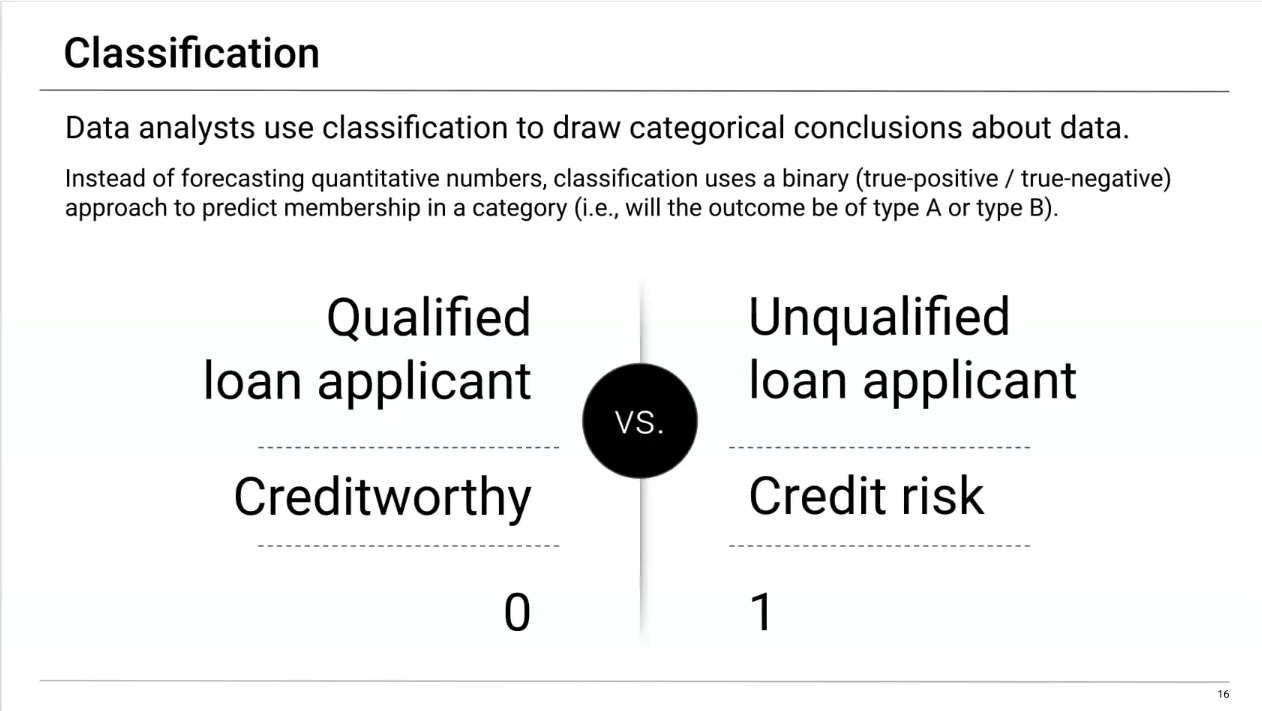 Classification
Data analysts use classification to draw categorical conclusions about data.
Instead of forecasting quantitative numbers, classification uses a binary (true-positive / true-negative)
approach to predict membership in a category (i.e., will the outcome be of type A or type B).
Qualified
loan applicant
Creditworthy
0
vs.
Unqualified
loan applicant
Credit risk
1
16